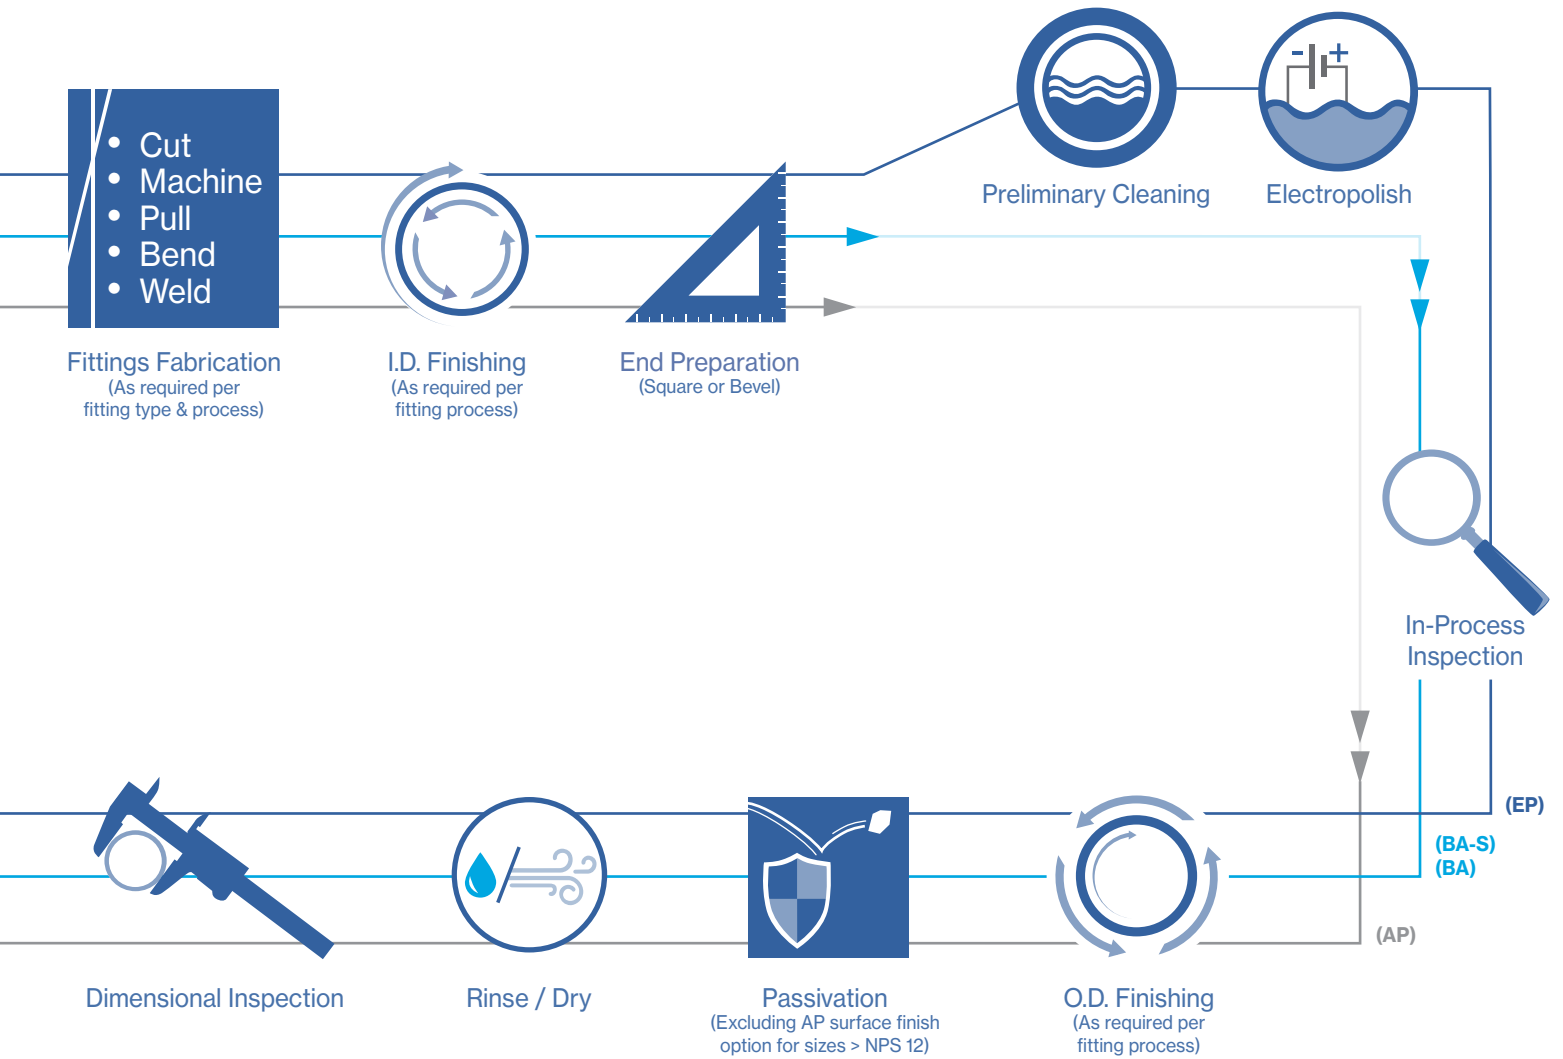 • Cut
• Machine
• Pull
• Bend
• Weld
- +
Preliminary Cleaning
Electropolish
Fittings Fabrication
(As required per
fitting type & process)
I.D. Finishing
(As required per
fitting process)
End Preparation
(Square or Bevel)
In-Process
Inspection
(EP)
(BA-S)
(BA)
(AP)
Dimensional Inspection
Rinse / Dry
Passivation
(Excluding AP surface finish
option for sizes > NPS 12)
O.D. Finishing
(As required per
fitting process)